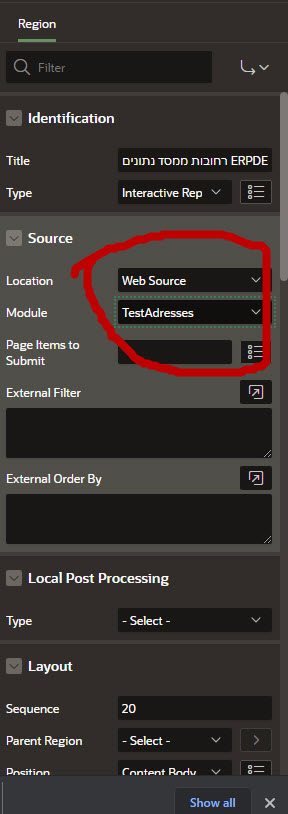 Region
Filter
Identification
Title רחובות ממסד נתונים ERPDE
Type Interactive Rep
Source
Location Web Source
Module TestAdresses
Page Items to Submit
External Filter
External Order By
Local Post Processing
Type - Select -
Layout
Sequence 20
Parent Region - Select -
Position Content Body
Show all